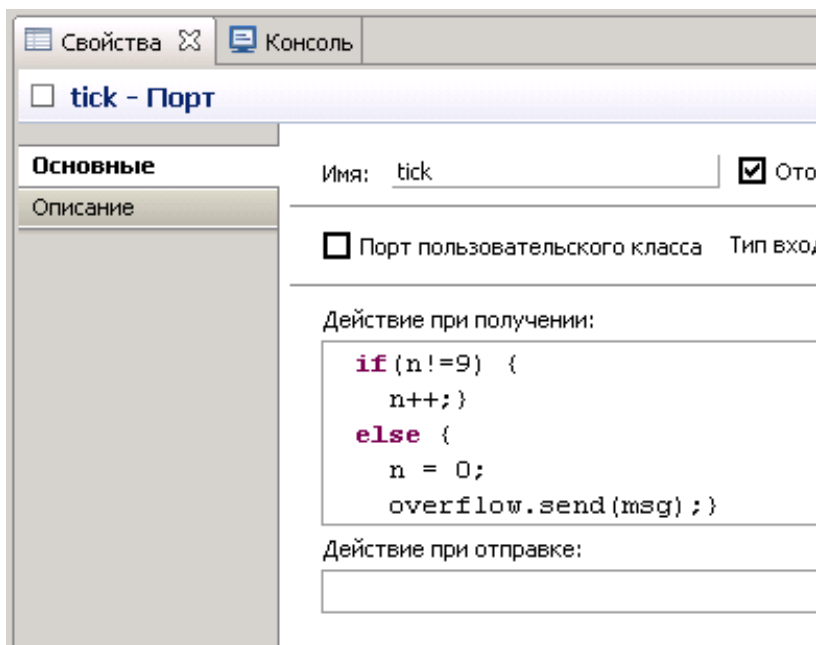 Свойства Консоль
tick - Порт
Основные
Описание
Имя: tick Ото
Порт пользовательского класса Тип вход
Действие при получении:
if(n!=9) {
n++;}
else {
n = 0;
overflow.send(msg);}
Действие при отправке: